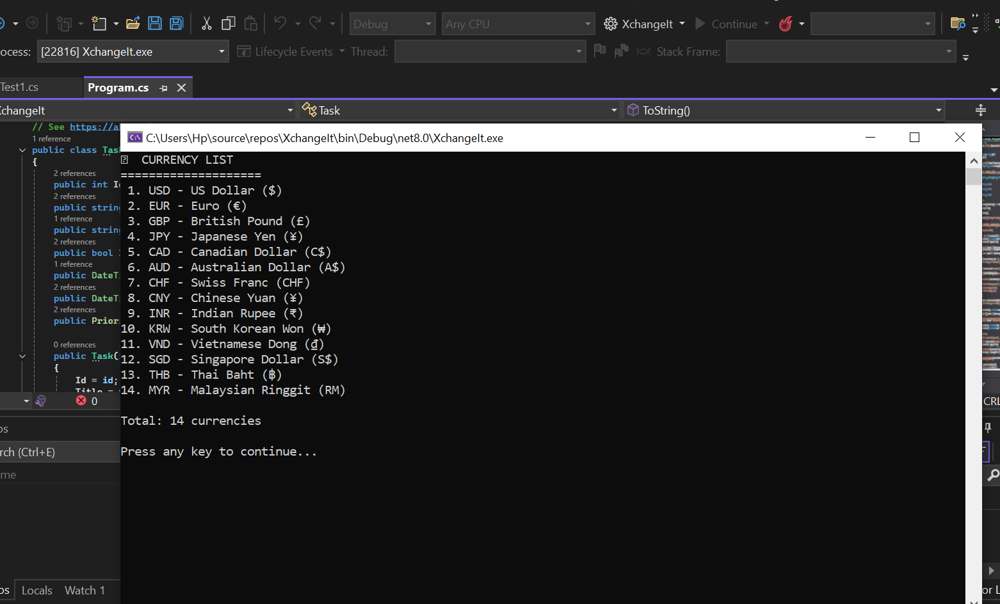 Debug
Any CPU
XchangeIt
Continue
ocess:
[22816] XchangeIt.exe
Lifecycle Events
Thread:
Stack Frame:
Test1.cs
Program.cs
XchangeIt
Task
ToString()
// See https://a
1 reference
public class Tas
{
2 references
public int I
2 references
public string
1 reference
public string
2 references
public bool
1 reference
public DateT
2 references
public DateT
2 references
public Prior
0 references
public Task(
{
Id = id;
Title =
0
os
rch (Ctrl+E)
me
os
Locals
Watch 1
C:\Users\Hp\source\repos\XchangeIt\bin\Debug\net8.0\XchangeIt.exe
CURRENCY LIST
====================
1. USD - US Dollar ($)
2. EUR - Euro (€)
3. GBP - British Pound (£)
4. JPY - Japanese Yen (¥)
5. CAD - Canadian Dollar (C$)
6. AUD - Australian Dollar (A$)
7. CHF - Swiss Franc (CHF)
8. CNY - Chinese Yuan (¥)
9. INR - Indian Rupee (₹)
10. KRW - South Korean Won (₩)
11. VND - Vietnamese Dong (₫)
12. SGD - Singapore Dollar (S$)
13. THB - Thai Baht (฿)
14. MYR - Malaysian Ringgit (RM)
Total: 14 currencies
Press any key to continue...
CRL
or L